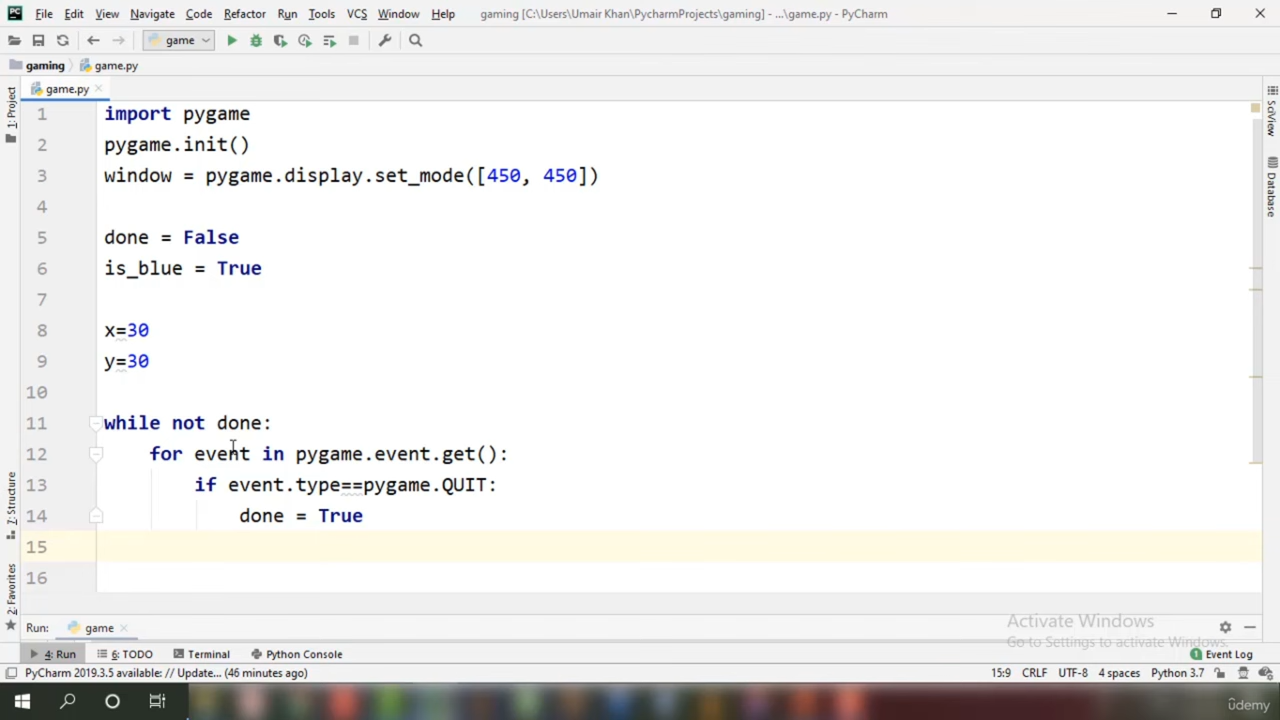 File Edit View Navigate Code Refactor Run Tools VCS Window Help gaming [C:\Users\Umair Khan\PycharmProjects\gaming] - ...\game.py - PyCharm
game
gaming game.py
game.py
1 import pygame
2 pygame.init()
3 window = pygame.display.set_mode([450, 450])
4
5 done = False
6 is_blue = True
7
8 x=30
9 y=30
10
11 while not done:
12 for event in pygame.event.get():
13 if event.type==pygame.QUIT:
14 done = True
15
16
1: Project
7: Structure
2: Favorites
SciView
Database
Run: game
Activate Windows
Go to Settings to activate Windows.
4: Run 6: TODO Terminal Python Console 1 Event Log
PyCharm 2019.3.5 available: // Update... (46 minutes ago) 15:9 CRLF UTF-8 4 spaces Python 3.7
ûdemy